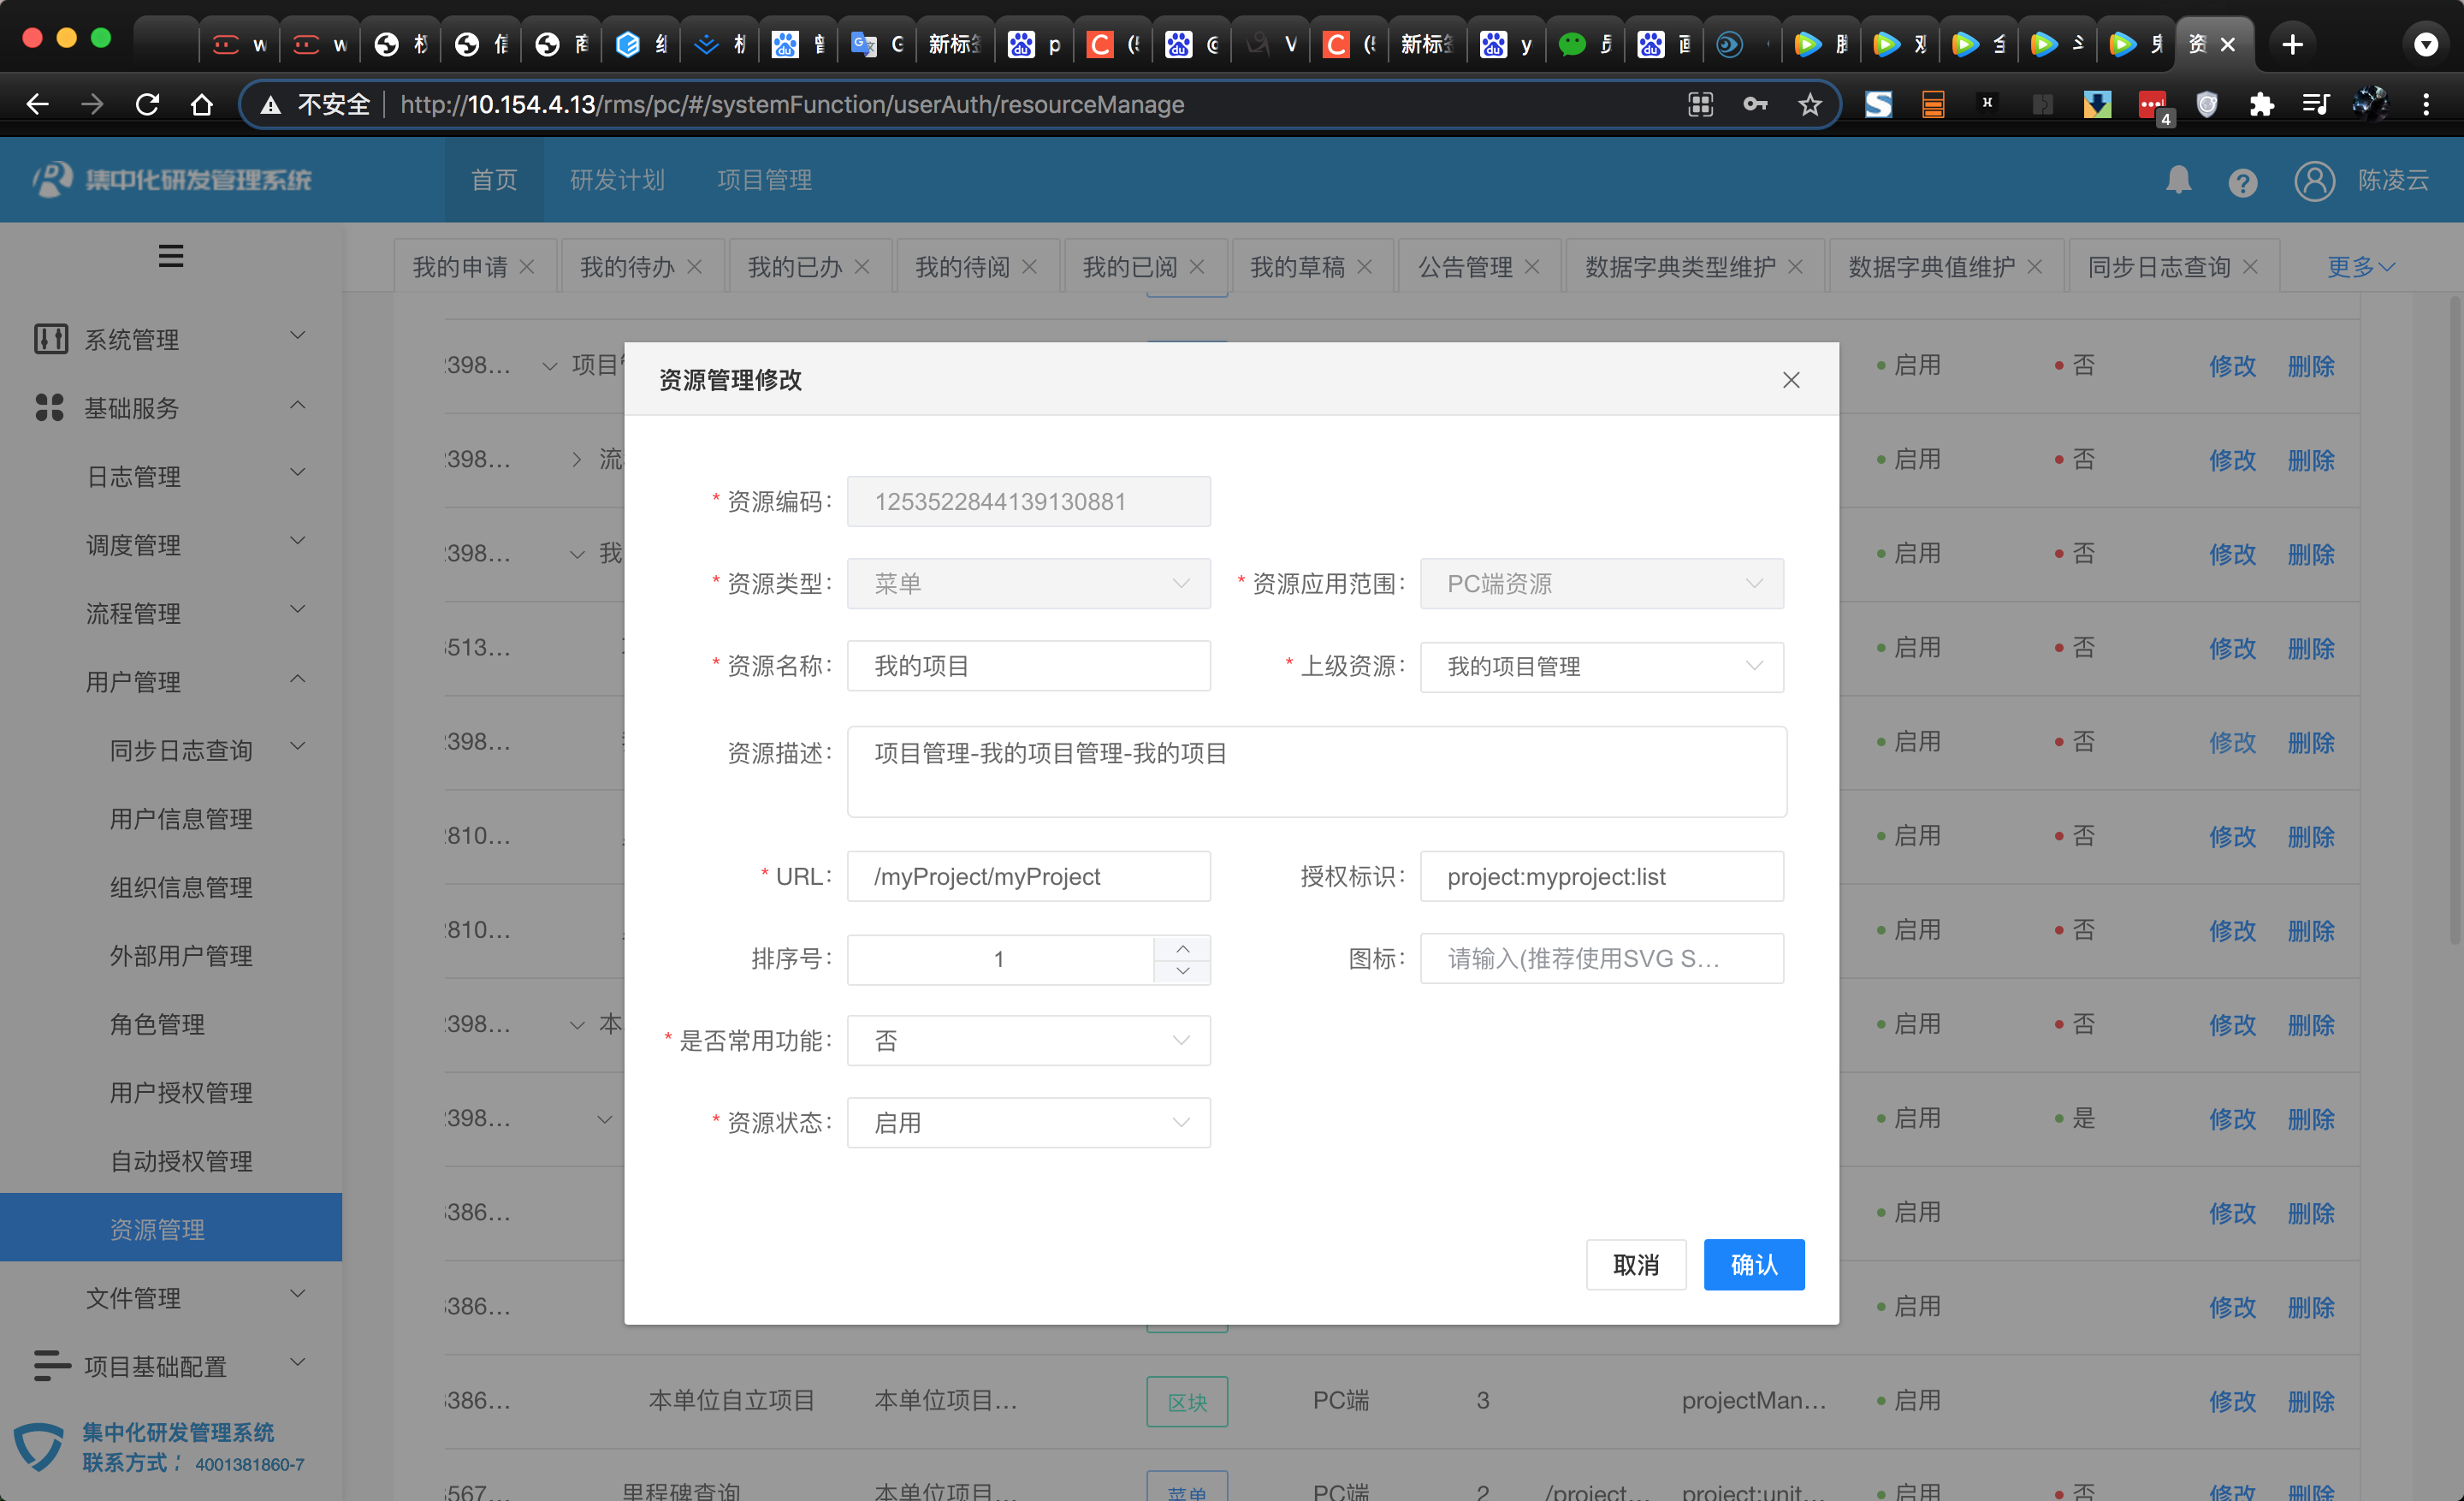 新标
新标
资
不安全 http://10.154.4.13/rms/pc/#/systemFunction/userAuth/resourceManage
4
集中化研发管理系统
首页 研发计划 项目管理
陈凌云
我的申请 我的待办 我的已办 我的待阅 我的已阅 我的草稿 公告管理 数据字典类型维护 数据字典值维护 同步日志查询 更多
系统管理
基础服务
日志管理
调度管理
流程管理
用户管理
同步日志查询
用户信息管理
组织信息管理
外部用户管理
角色管理
用户授权管理
自动授权管理
资源管理
文件管理
项目基础配置
集中化研发管理系统
联系方式: 4001381860-7
资源管理修改
* 资源编码: 1253522844139130881
* 资源类型: 菜单 * 资源应用范围: PC端资源
* 资源名称: 我的项目 * 上级资源: 我的项目管理
资源描述: 项目管理-我的项目管理-我的项目
* URL: /myProject/myProject 授权标识: project:myproject:list
排序号: 1 图标: 请输入(推荐使用SVG S...
* 是否常用功能: 否
* 资源状态: 启用
取消 确认
398... 项目 启用 否 修改 删除
398... 流 启用 否 修改 删除
398... 我 启用 否 修改 删除
513... 启用 否 修改 删除
398... 启用 否 修改 删除
810... 启用 否 修改 删除
810... 启用 否 修改 删除
398... 本 启用 否 修改 删除
398... 启用 是 修改 删除
386... 启用 修改 删除
386... 启用 修改 删除
386... 本单位自立项目 本单位项目... 区块 PC端 3 projectMan... 启用 修改 删除
567... 里程碑查询 本单位项目... 菜单 PC端 2 /project... project:unit... 启用 否 修改 删除